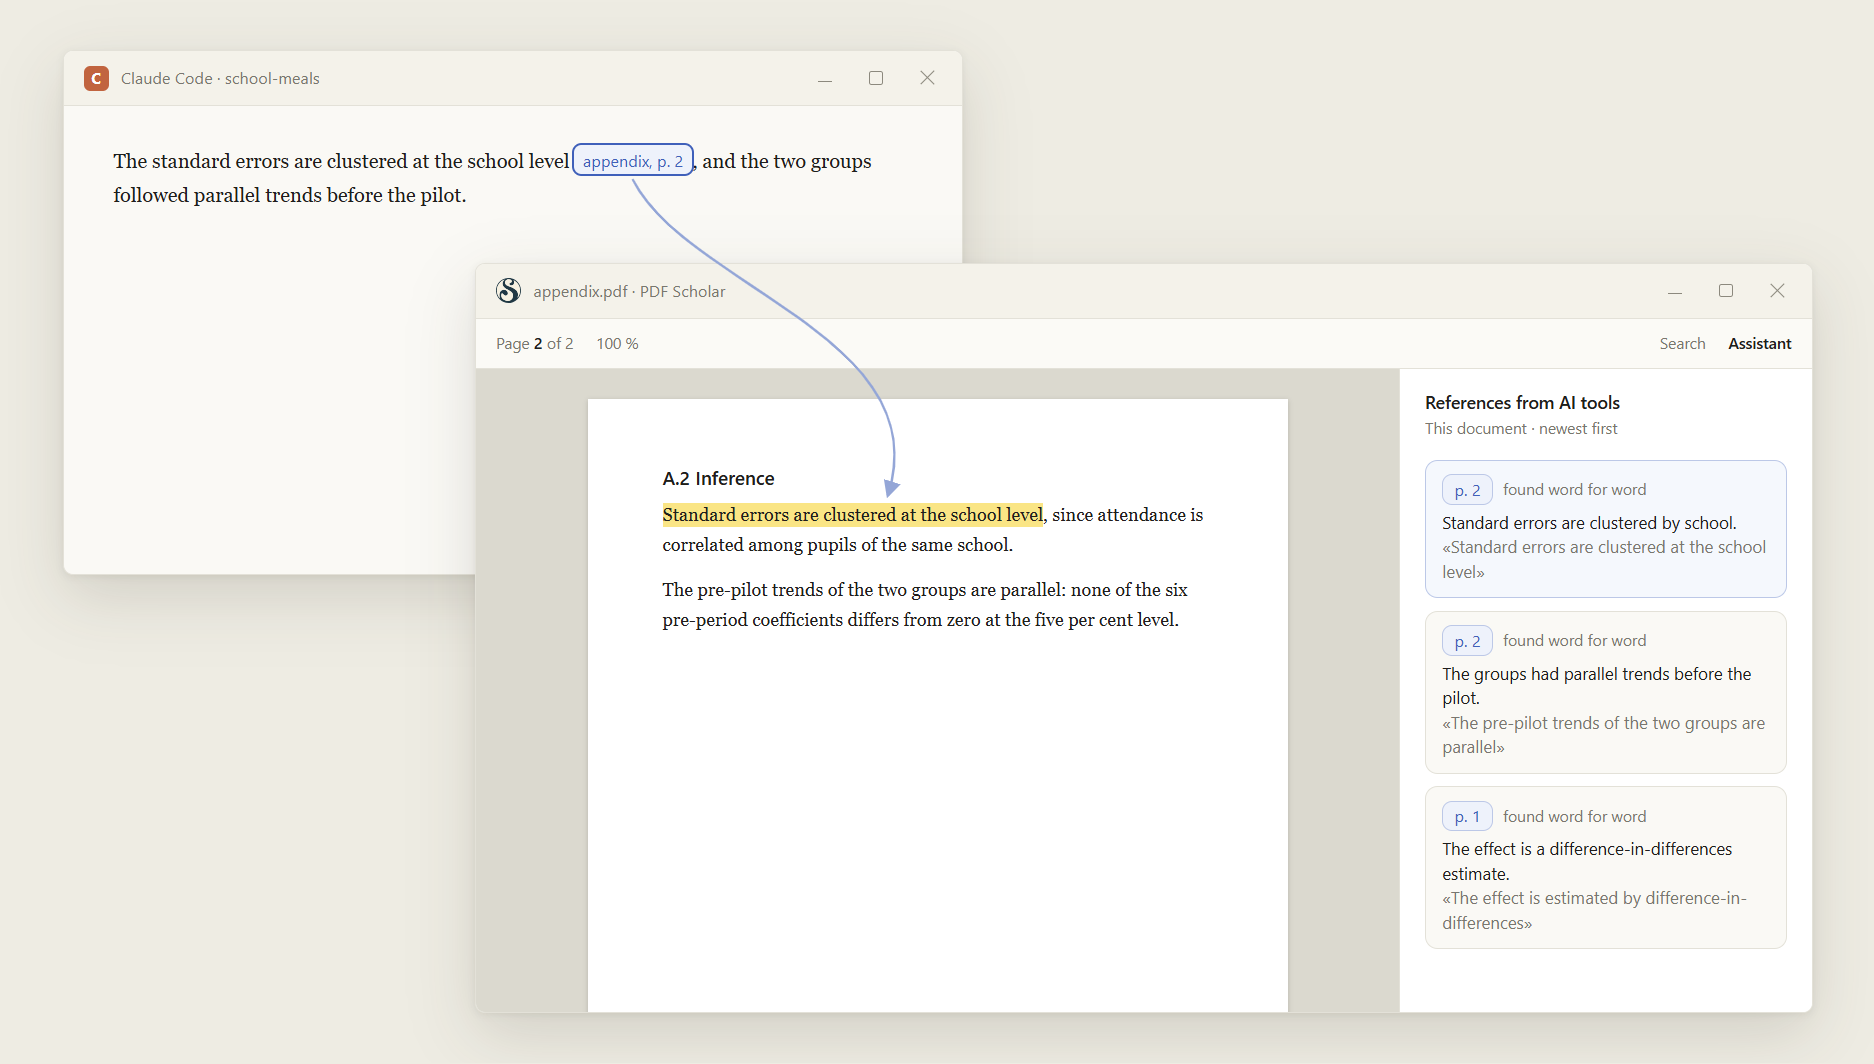 C Claude Code · school-meals
The standard errors are clustered at the school level appendix, p. 2, and the two groups
followed parallel trends before the pilot.
S appendix.pdf · PDF Scholar
Page 2 of 2 100 % Search Assistant
A.2 Inference
Standard errors are clustered at the school level, since attendance is
correlated among pupils of the same school.
The pre-pilot trends of the two groups are parallel: none of the six
pre-period coefficients differs from zero at the five per cent level.
References from AI tools
This document · newest first
p. 2 found word for word
Standard errors are clustered by school.
«Standard errors are clustered at the school
level»
p. 2 found word for word
The groups had parallel trends before the
pilot.
«The pre-pilot trends of the two groups are
parallel»
p. 1 found word for word
The effect is a difference-in-differences
estimate.
«The effect is estimated by difference-in-
differences»